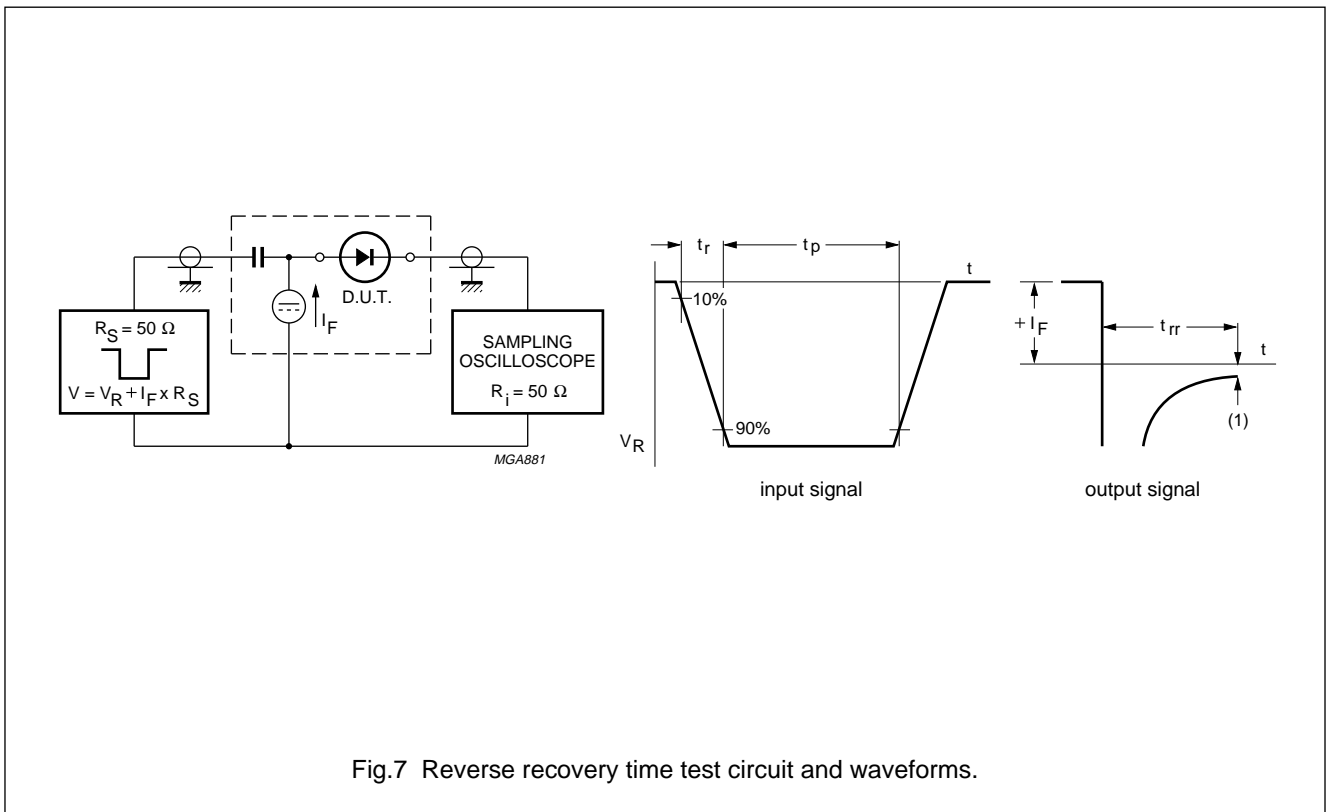 R_S = 50 Ω
V = V_R + I_F x R_S
I_F
D.U.T.
SAMPLING
OSCILLOSCOPE
R_i = 50 Ω
MGA881
t_r
t_p
t
10%
90%
V_R
input signal
+ I_F
t_rr
t
(1)
output signal
Fig.7 Reverse recovery time test circuit and waveforms.